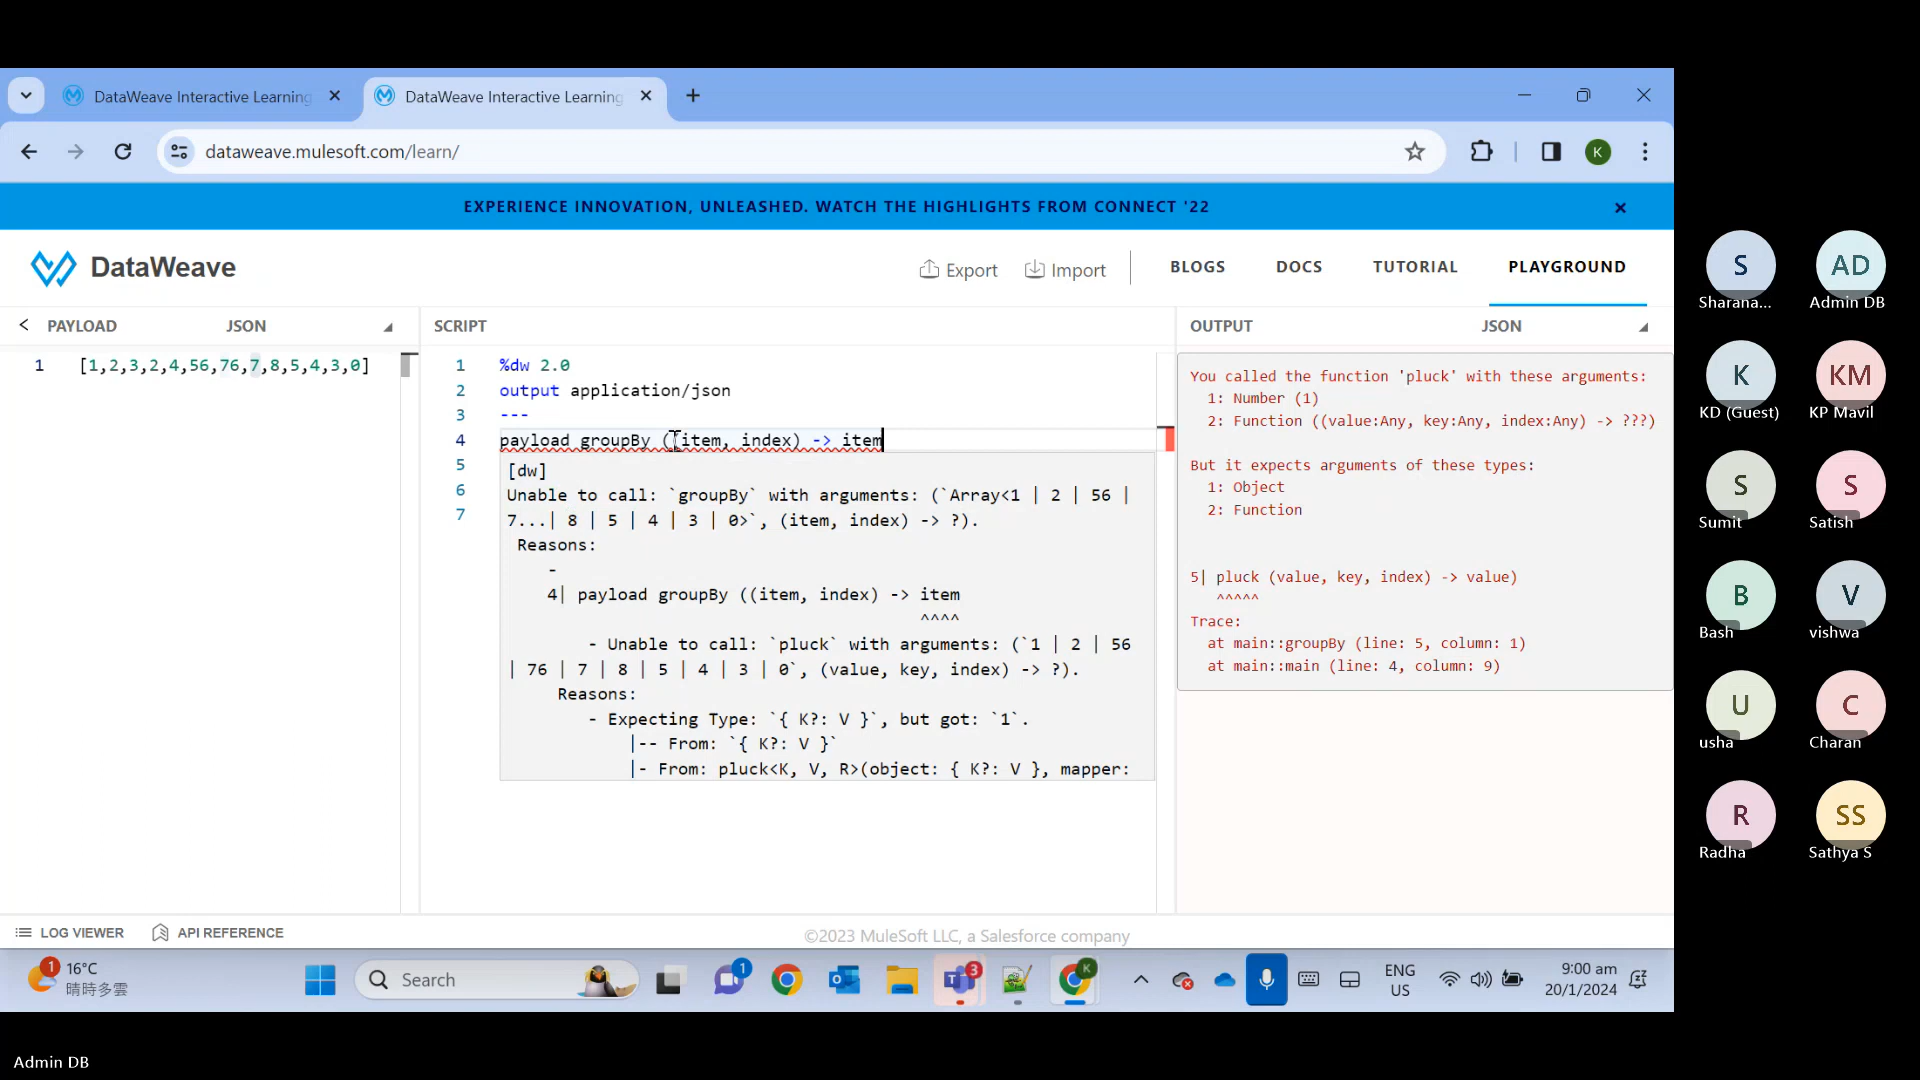 DataWeave Interactive Learning
DataWeave Interactive Learning
dataweave.mulesoft.com/learn/
K
EXPERIENCE INNOVATION, UNLEASHED. WATCH THE HIGHLIGHTS FROM CONNECT '22
DataWeave
Export
Import
BLOGS
DOCS
TUTORIAL
PLAYGROUND
PAYLOAD
JSON
SCRIPT
OUTPUT
JSON
1 [1,2,3,2,4,56,76,7,8,5,4,3,0]
1 %dw 2.0
2 output application/json
3 ---
4 payload groupBy ((item, index) -> item
5
6
7
[dw]
Unable to call: `groupBy` with arguments: (`Array<1 | 2 | 56 |
7...| 8 | 5 | 4 | 3 | 0>`, (item, index) -> ?).
Reasons:
-
4| payload groupBy ((item, index) -> item
^^^^
- Unable to call: `pluck` with arguments: (`1 | 2 | 56
| 76 | 7 | 8 | 5 | 4 | 3 | 0`, (value, key, index) -> ?).
Reasons:
- Expecting Type: `{ K?: V }`, but got: `1`.
|-- From: `{ K?: V }`
|- From: pluck<K, V, R>(object: { K?: V }, mapper:
You called the function 'pluck' with these arguments:
1: Number (1)
2: Function ((value:Any, key:Any, index:Any) -> ???)
But it expects arguments of these types:
1: Object
2: Function
5| pluck (value, key, index) -> value)
^^^^^
Trace:
at main::groupBy (line: 5, column: 1)
at main::main (line: 4, column: 9)
LOG VIEWER
API REFERENCE
©2023 MuleSoft LLC, a Salesforce company
1
16°C
晴時多雲
Search
1
3
K
ENG
US
9:00 am
20/1/2024
S
Sharana...
AD
Admin DB
K
KD (Guest)
KM
KP Mavil
S
Sumit
S
Satish
B
Bash
V
vishwa
U
usha
C
Charan
R
Radha
SS
Sathya S
Admin DB